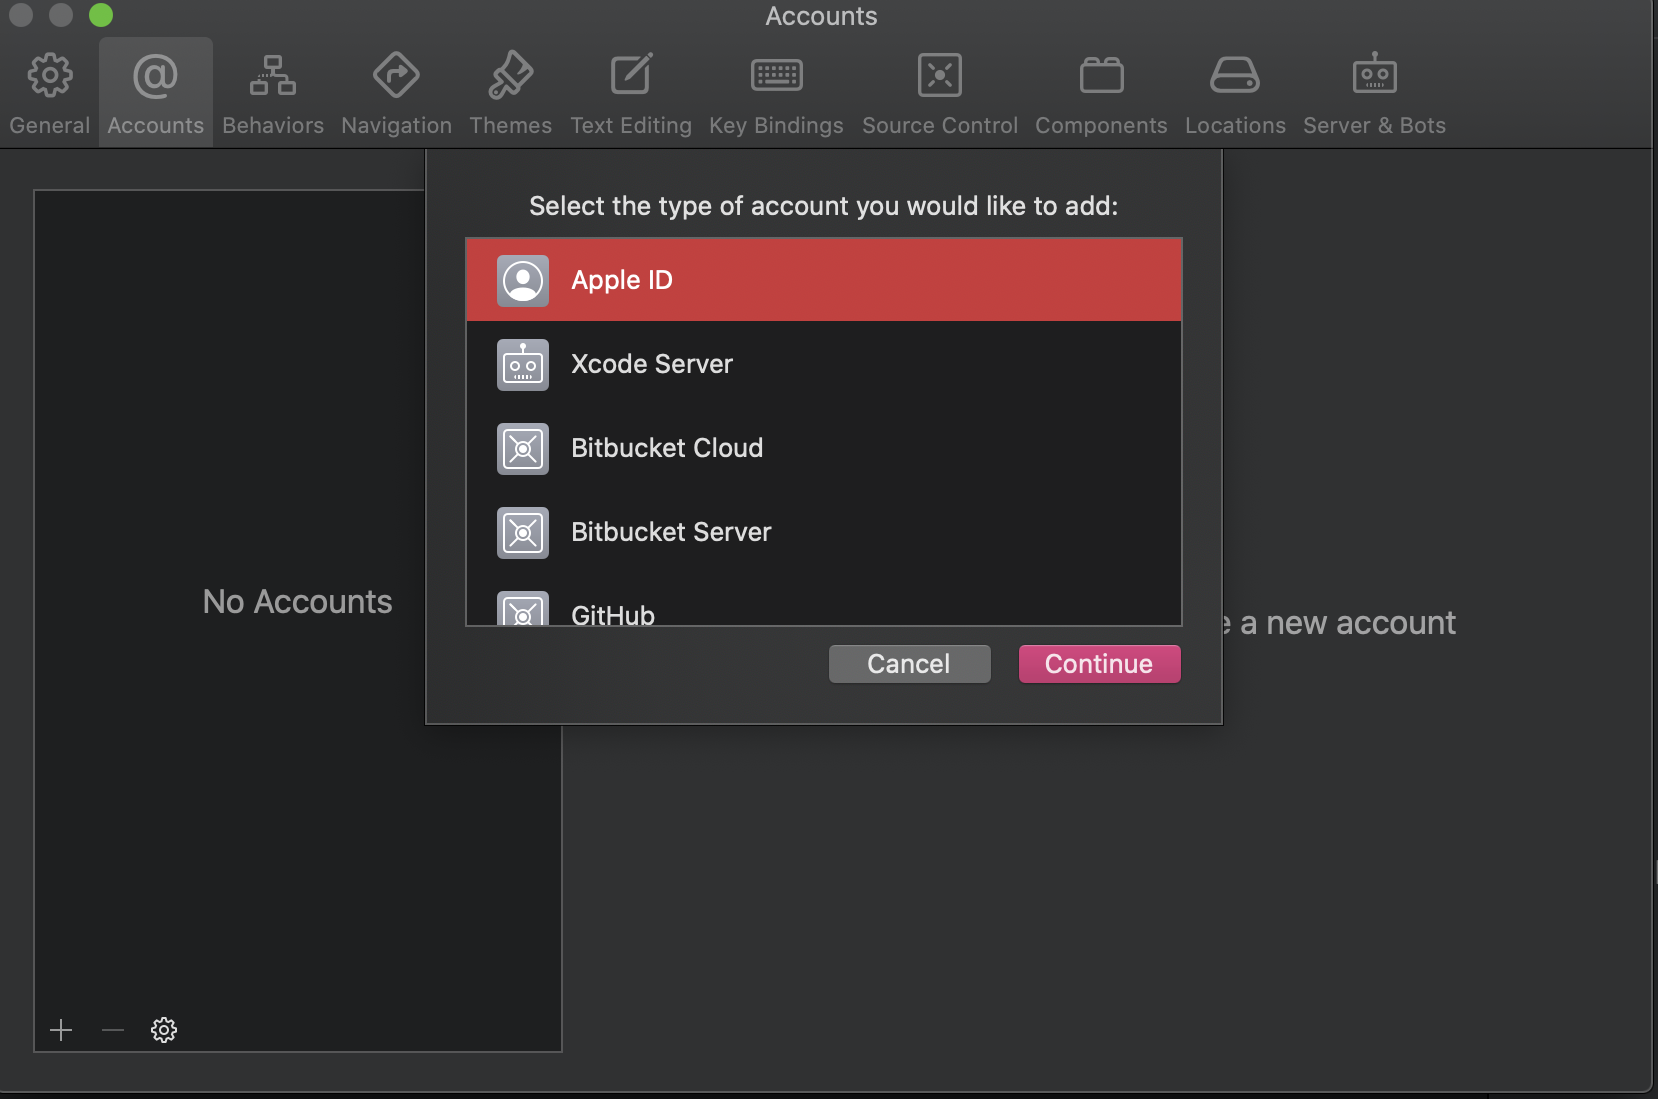 Accounts
General Accounts Behaviors Navigation Themes Text Editing Key Bindings Source Control Components Locations Server & Bots
Select the type of account you would like to add:
Apple ID
Xcode Server
Bitbucket Cloud
Bitbucket Server
GitHub
No Accounts
a new account
Cancel Continue